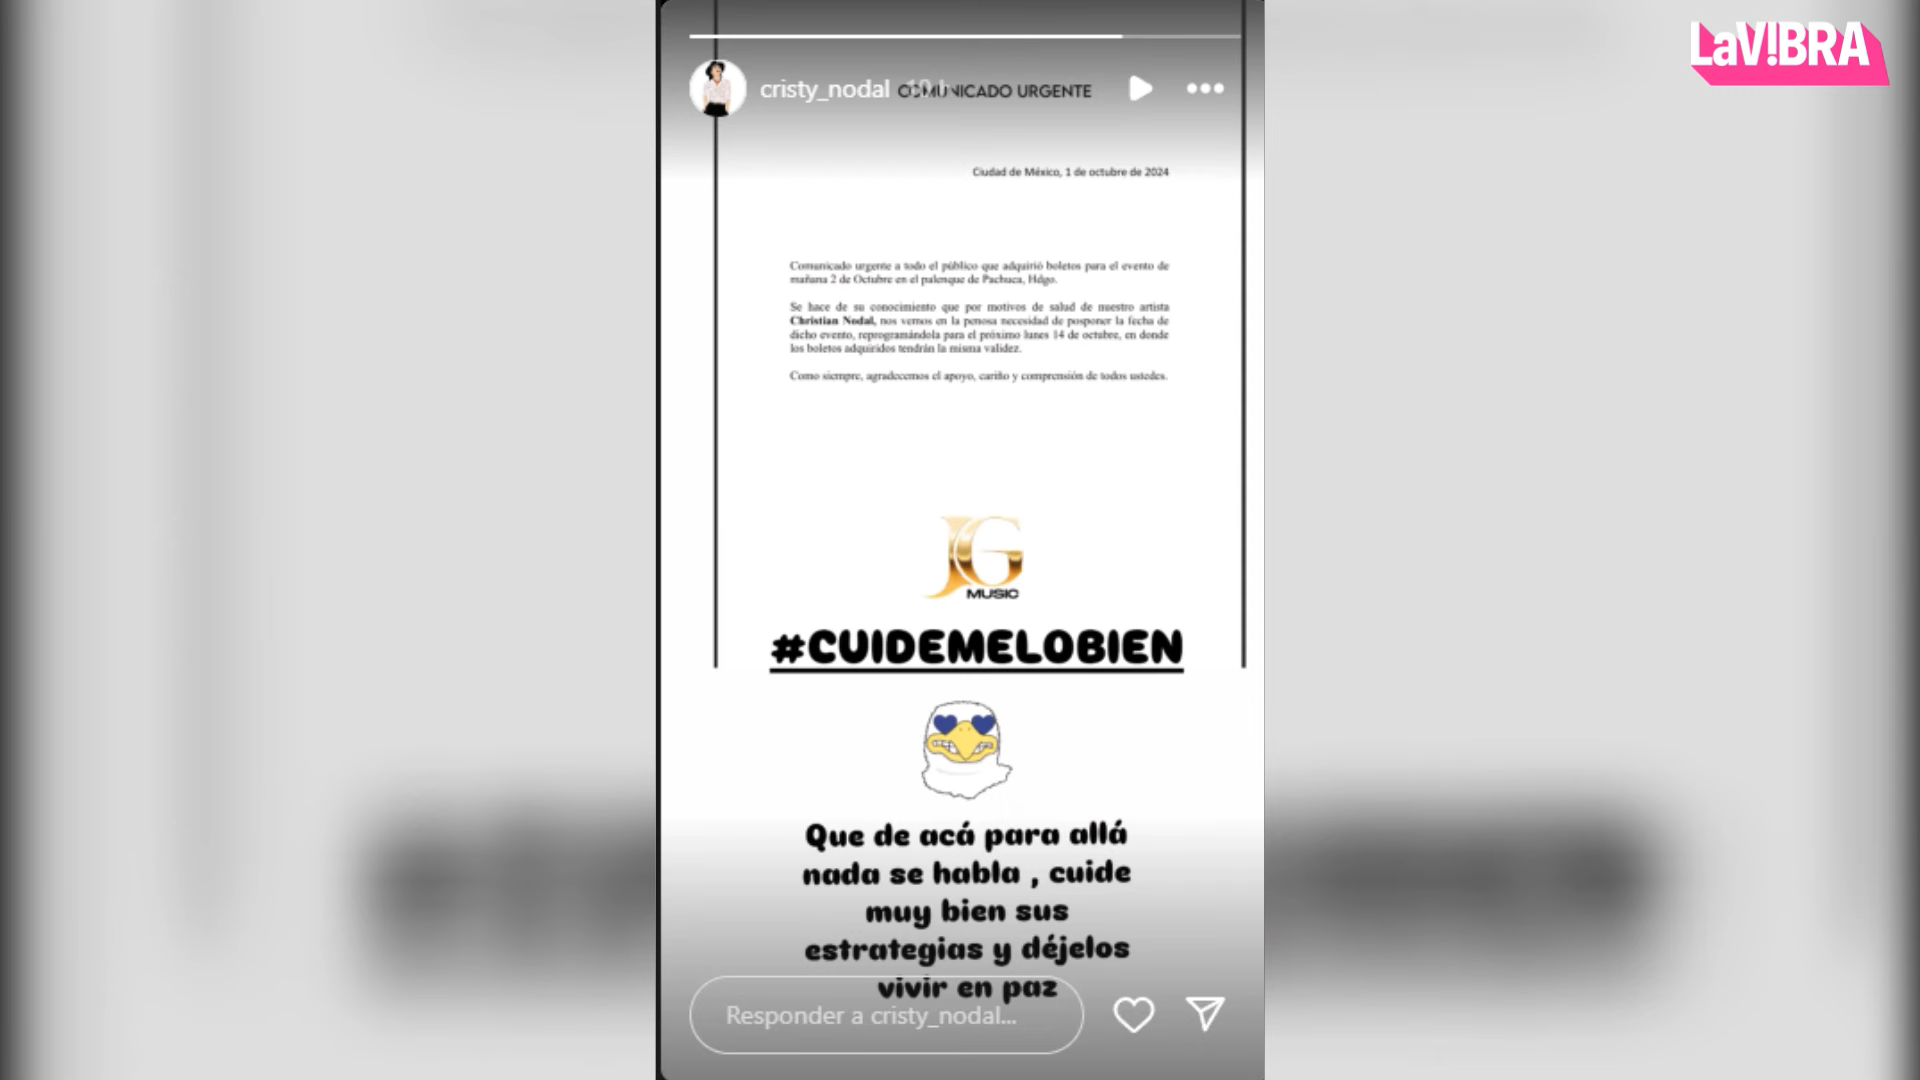 LaV!BRA
cristy_nodal
COMUNICADO URGENTE
Ciudad de México, 1 de octubre de 2024
Comunicado urgente a todo el público que adquirió boletos para el evento de
mañana 2 de Octubre en el palenque de Pachuca, Hdgo.
Se hace de su conocimiento que por motivos de salud de nuestro artista
Christian Nodal, nos vemos en la penosa necesidad de posponer la fecha de
dicho evento, reprogramándola para el próximo lunes 14 de octubre, en donde
los boletos adquiridos tendrán la misma validez.
Como siempre, agradecemos el apoyo, cariño y comprensión de todos ustedes.
JG
MUSIC
#CUIDEMELOBIEN
Que de acá para allá
nada se habla , cuide
muy bien sus
estrategias y déjelos
vivir en paz
Responder a cristy_nodal...